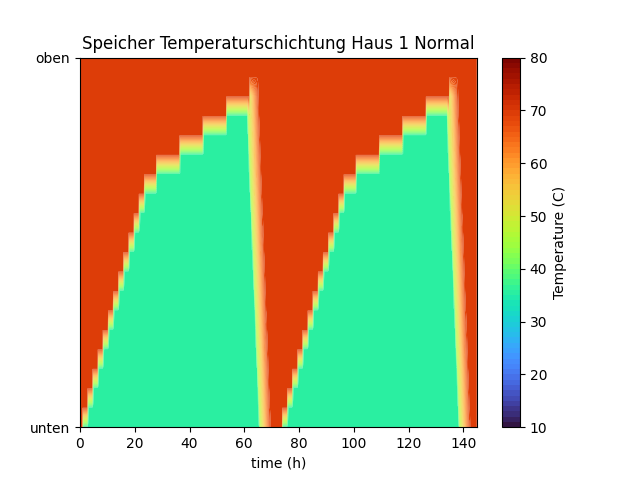 Speicher Temperaturschichtung Haus 1 Normal
oben
unten
0 20 40 60 80 100 120 140
time (h)
80
70
60
50
40
30
20
10
Temperature (C)